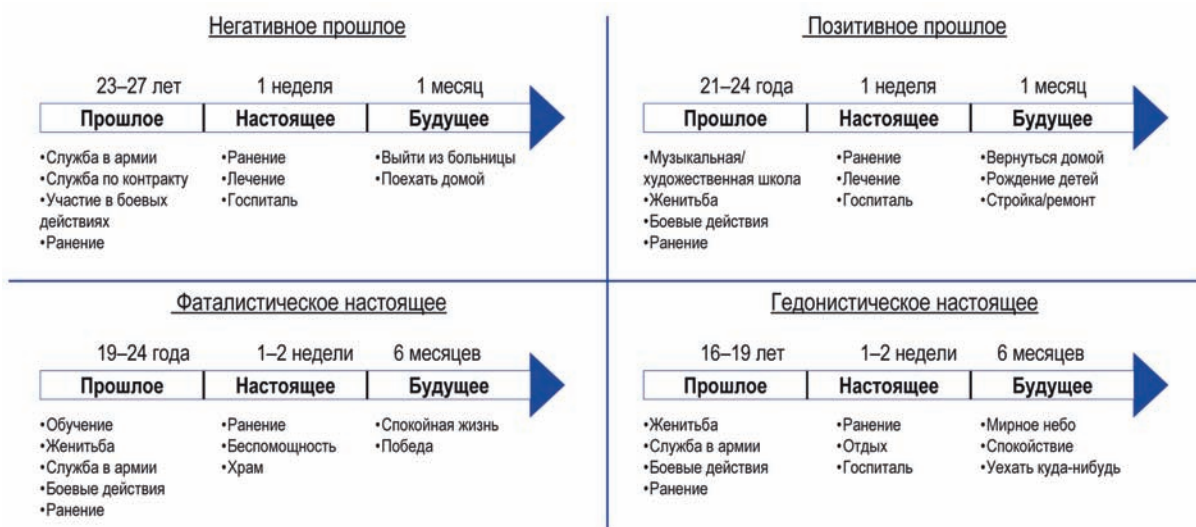 Негативное прошлое
23–27 лет 1 неделя 1 месяц
Прошлое Настоящее Будущее
•Служба в армии
•Служба по контракту
•Участие в боевых
действиях
•Ранение
•Ранение
•Лечение
•Госпиталь
•Выйти из больницы
•Поехать домой
Позитивное прошлое
21–24 года 1 неделя 1 месяц
Прошлое Настоящее Будущее
•Музыкальная/
художественная школа
•Женитьба
•Боевые действия
•Ранение
•Ранение
•Лечение
•Госпиталь
•Вернуться домой
•Рождение детей
•Стройка/ремонт
Фаталистическое настоящее
19–24 года 1–2 недели 6 месяцев
Прошлое Настоящее Будущее
•Обучение
•Женитьба
•Служба в армии
•Боевые действия
•Ранение
•Ранение
•Беспомощность
•Храм
•Спокойная жизнь
•Победа
Гедонистическое настоящее
16–19 лет 1–2 недели 6 месяцев
Прошлое Настоящее Будущее
•Женитьба
•Служба в армии
•Боевые действия
•Ранение
•Ранение
•Отдых
•Госпиталь
•Мирное небо
•Спокойствие
•Уехать куда-нибудь